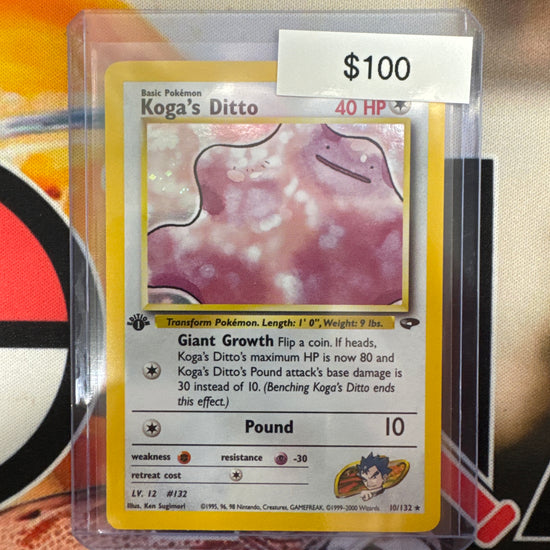 $100
Basic Pokémon
Koga's Ditto 40 HP
EDITION
1
Transform Pokémon. Length: 1' 0", Weight: 9 lbs.
Giant Growth Flip a coin. If heads,
Koga's Ditto's maximum HP is now 80 and
Koga's Ditto's Pound attack's base damage is
30 instead of 10. (Benching Koga's Ditto ends
this effect.)
Pound 10
weakness resistance -30
retreat cost
LV. 12 #132
Illus. Ken Sugimori ©1995, 96, 98 Nintendo, Creatures, GAMEFREAK. ©1999-2000 Wizards. 10/132 ★